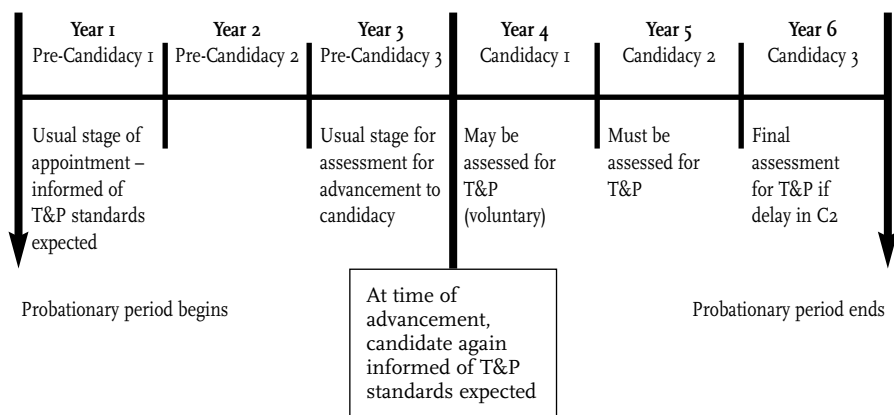 Year 1
Pre-Candidacy 1
Year 2
Pre-Candidacy 2
Year 3
Pre-Candidacy 3
Year 4
Candidacy 1
Year 5
Candidacy 2
Year 6
Candidacy 3
Usual stage of
appointment –
informed of
T&P standards
expected
Usual stage for
assessment for
advancement to
candidacy
May be
assessed for
T&P
(voluntary)
Must be
assessed for
T&P
Final
assessment
for T&P if
delay in C2
Probationary period begins
At time of
advancement,
candidate again
informed of T&P
standards expected
Probationary period ends